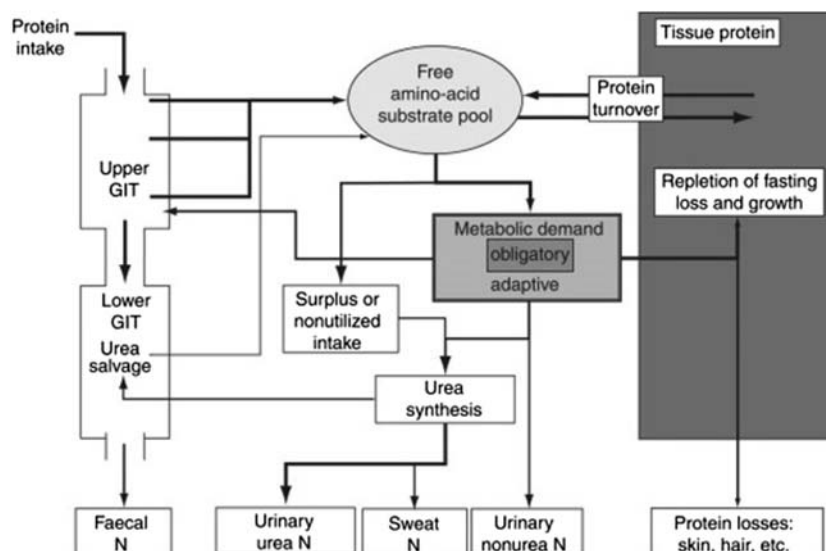 Protein
intake
Tissue protein
Free
amino-acid
substrate pool
Protein
turnover
Upper
GIT
Repletion of fasting
loss and growth
Metabolic demand
obligatory
adaptive
Lower
GIT
Urea
salvage
Surplus or
nonutilized
intake
Urea
synthesis
Faecal
N
Urinary
urea N
Sweat
N
Urinary
nonurea N
Protein losses:
skin, hair, etc.